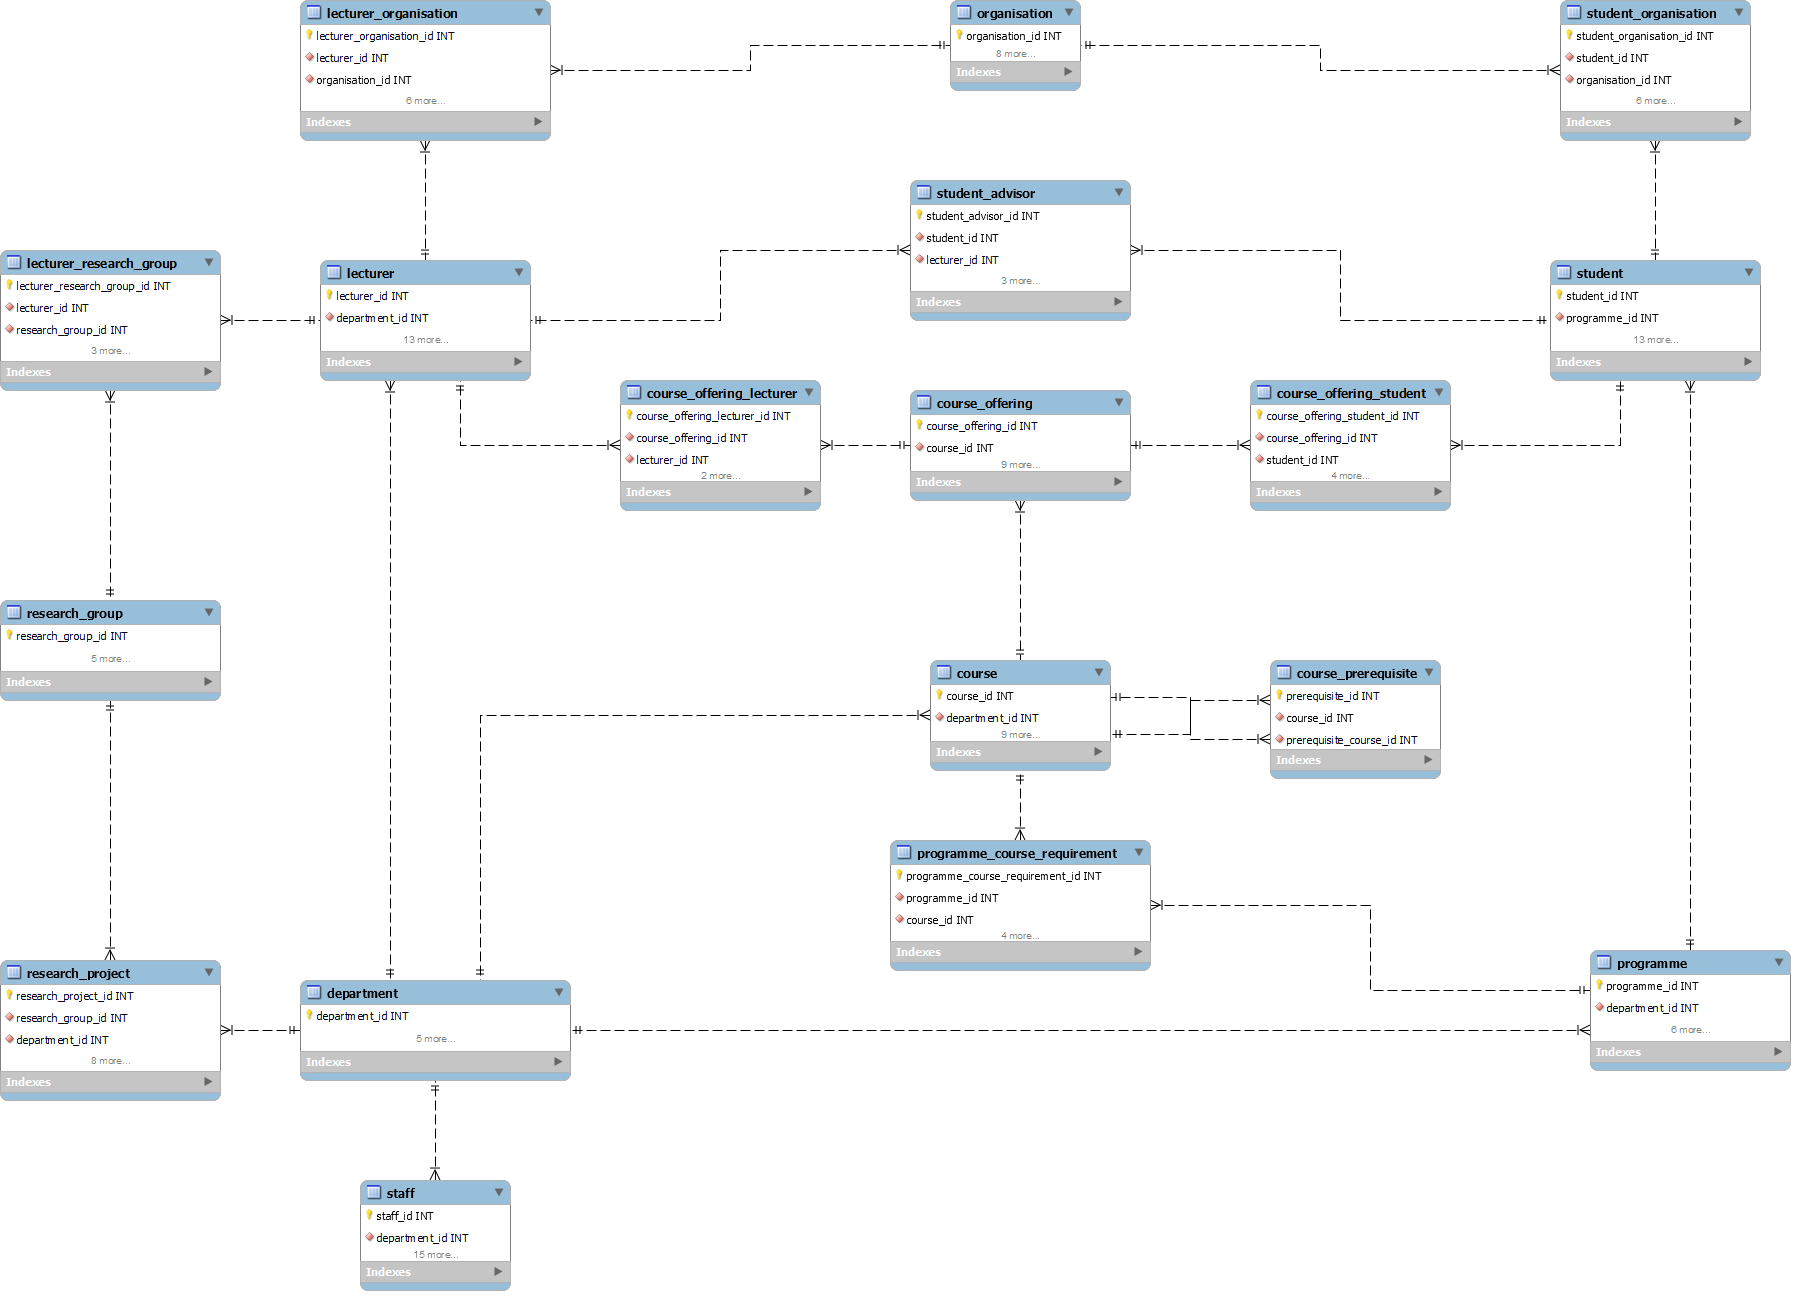 lecturer_organisation
lecturer_organisation_id INT
lecturer_id INT
organisation_id INT
6 more...
Indexes
organisation
organisation_id INT
8 more...
Indexes
student_organisation
student_organisation_id INT
student_id INT
organisation_id INT
6 more...
Indexes
student_advisor
student_advisor_id INT
student_id INT
lecturer_id INT
3 more...
Indexes
lecturer_research_group
lecturer_research_group_id INT
lecturer_id INT
research_group_id INT
3 more...
Indexes
lecturer
lecturer_id INT
department_id INT
13 more...
Indexes
student
student_id INT
programme_id INT
13 more...
Indexes
course_offering_lecturer
course_offering_lecturer_id INT
course_offering_id INT
lecturer_id INT
2 more...
Indexes
course_offering
course_offering_id INT
course_id INT
9 more...
Indexes
course_offering_student
course_offering_student_id INT
course_offering_id INT
student_id INT
4 more...
Indexes
research_group
research_group_id INT
5 more...
Indexes
course
course_id INT
department_id INT
9 more...
Indexes
course_prerequisite
prerequisite_id INT
course_id INT
prerequisite_course_id INT
Indexes
programme_course_requirement
programme_course_requirement_id INT
programme_id INT
course_id INT
4 more...
Indexes
research_project
research_project_id INT
research_group_id INT
department_id INT
8 more...
Indexes
department
department_id INT
5 more...
Indexes
programme
programme_id INT
department_id INT
6 more...
Indexes
staff
staff_id INT
department_id INT
15 more...
Indexes